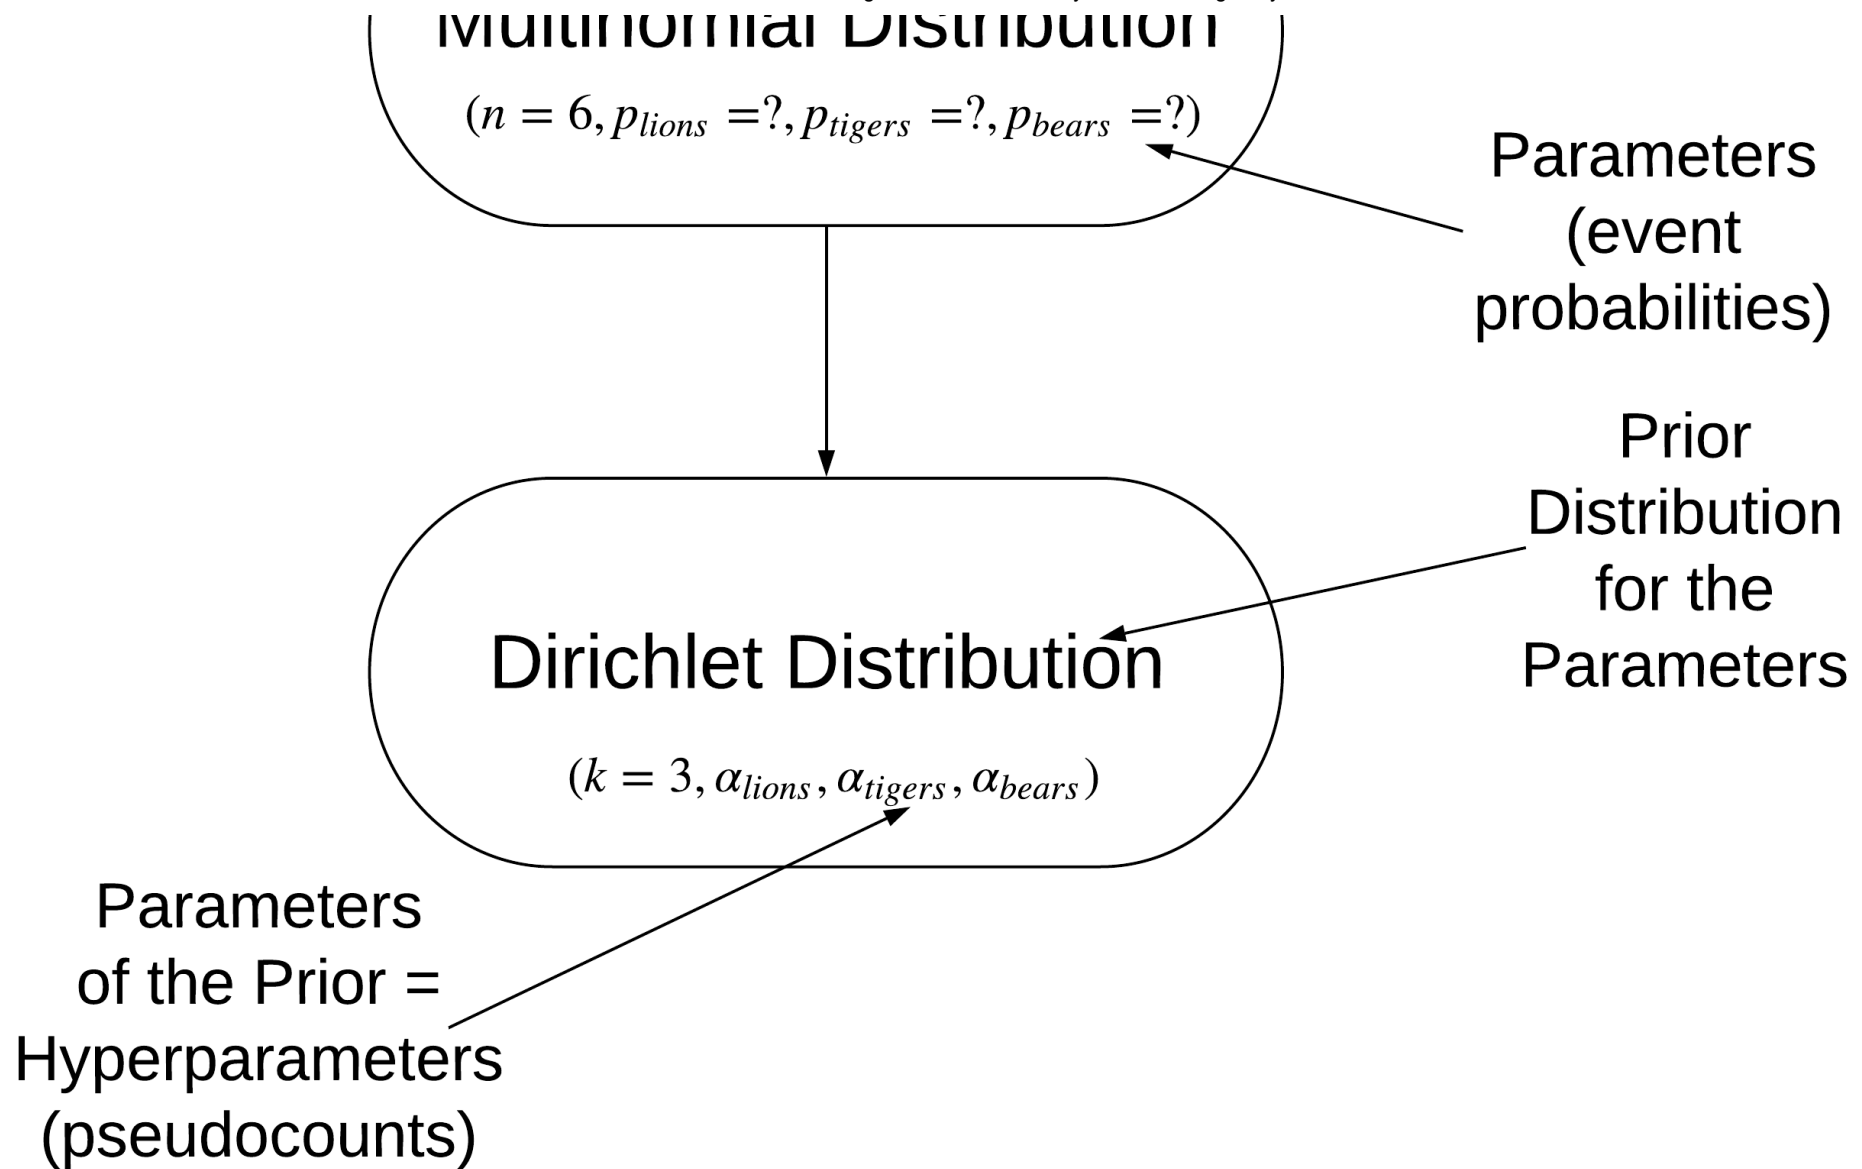 Multinomial Distribution
(n = 6, p_lions =?, p_tigers =?, p_bears =?)
Parameters
(event
probabilities)
Prior
Distribution
for the
Parameters
Dirichlet Distribution
(k = 3, α_lions, α_tigers, α_bears)
Parameters
of the Prior =
Hyperparameters
(pseudocounts)